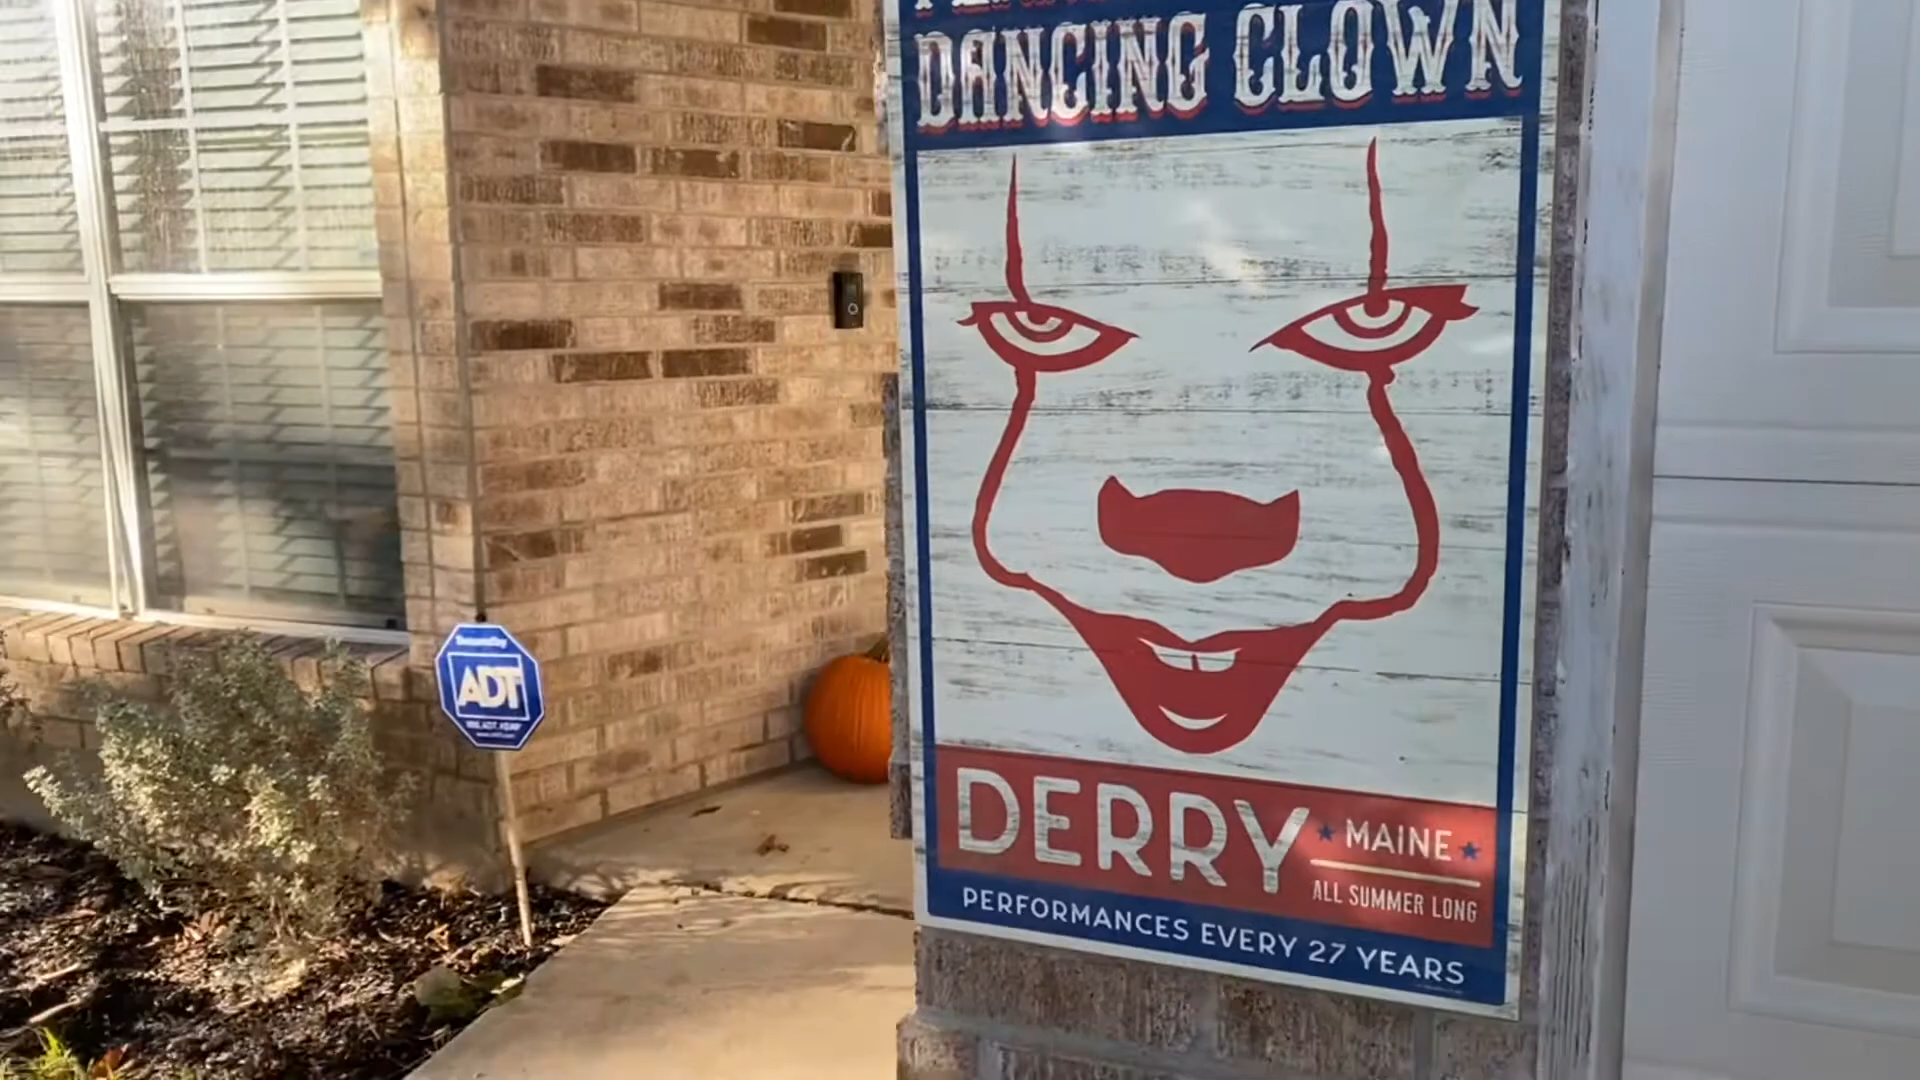 DANCING CLOWN
DERRY
MAINE
ALL SUMMER LONG
PERFORMANCES EVERY 27 YEARS
ADT